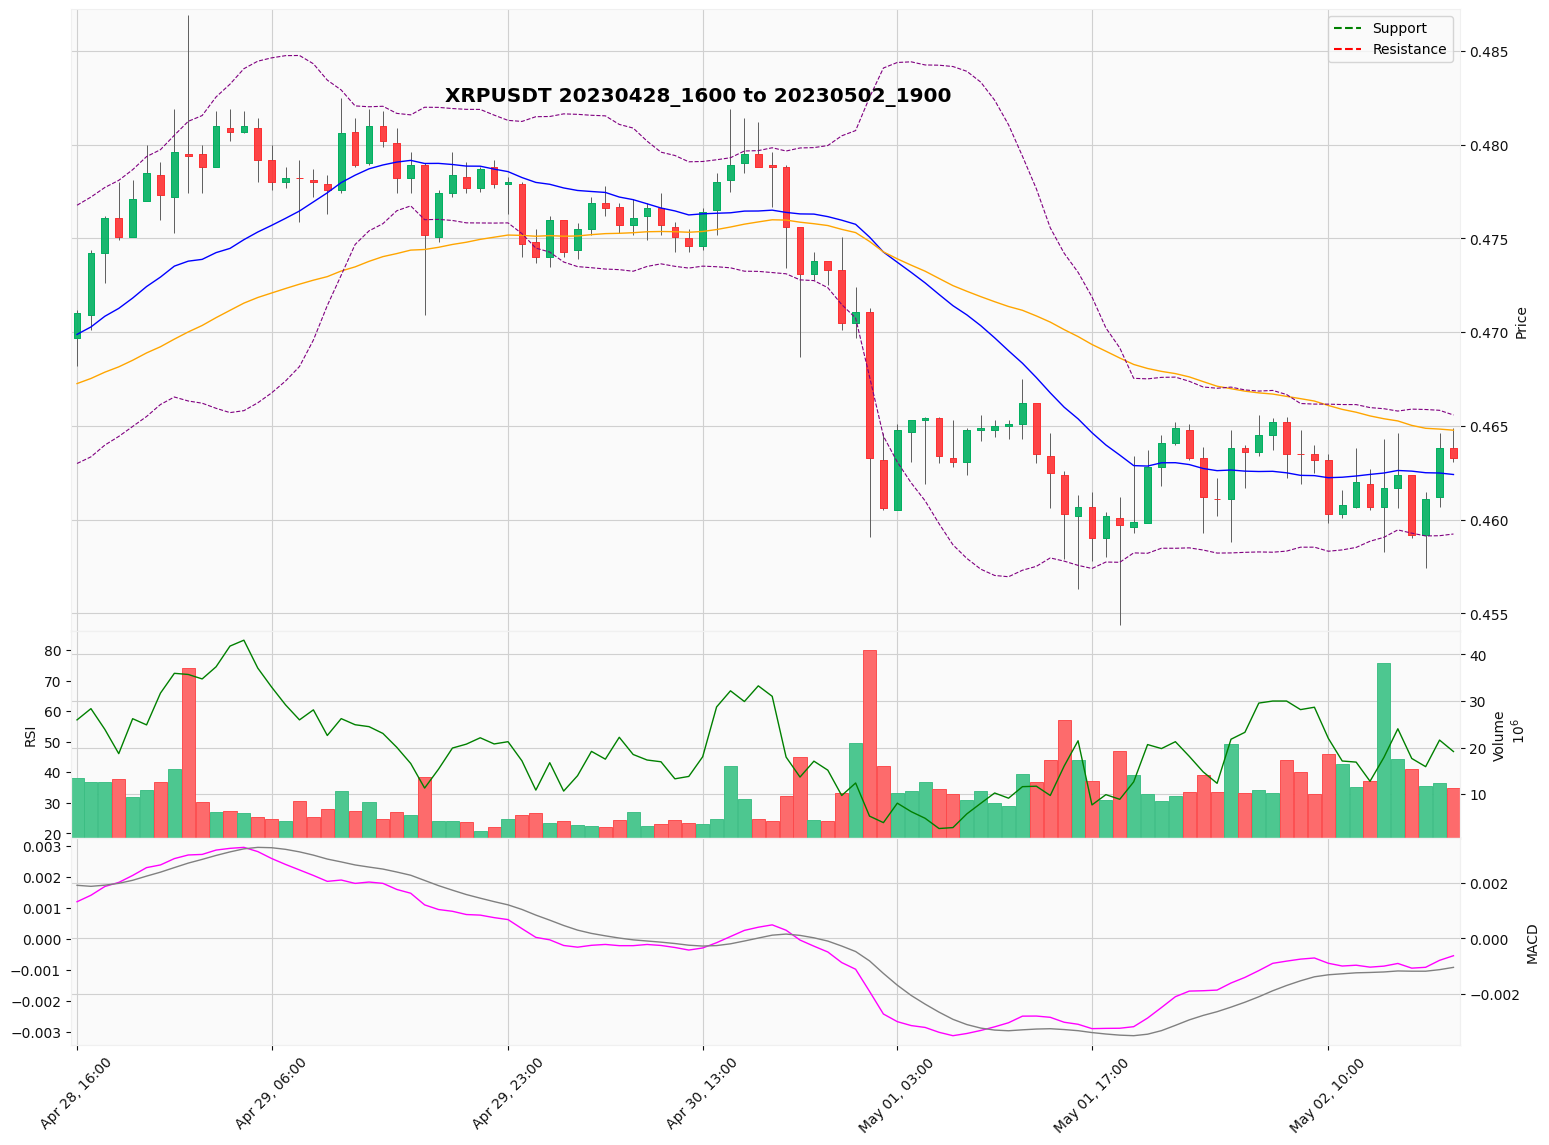 XRPUSDT 20230428_1600 to 20230502_1900
Support
Resistance
0.485
0.480
0.475
0.470
0.465
0.460
0.455
Price
80
70
60
50
40
30
20
RSI
40
30
20
10
Volume
10⁶
0.003
0.002
0.001
0.000
−0.001
−0.002
−0.003
0.002
0.000
−0.002
MACD
Apr 28, 16:00
Apr 29, 06:00
Apr 29, 23:00
Apr 30, 13:00
May 01, 03:00
May 01, 17:00
May 02, 10:00